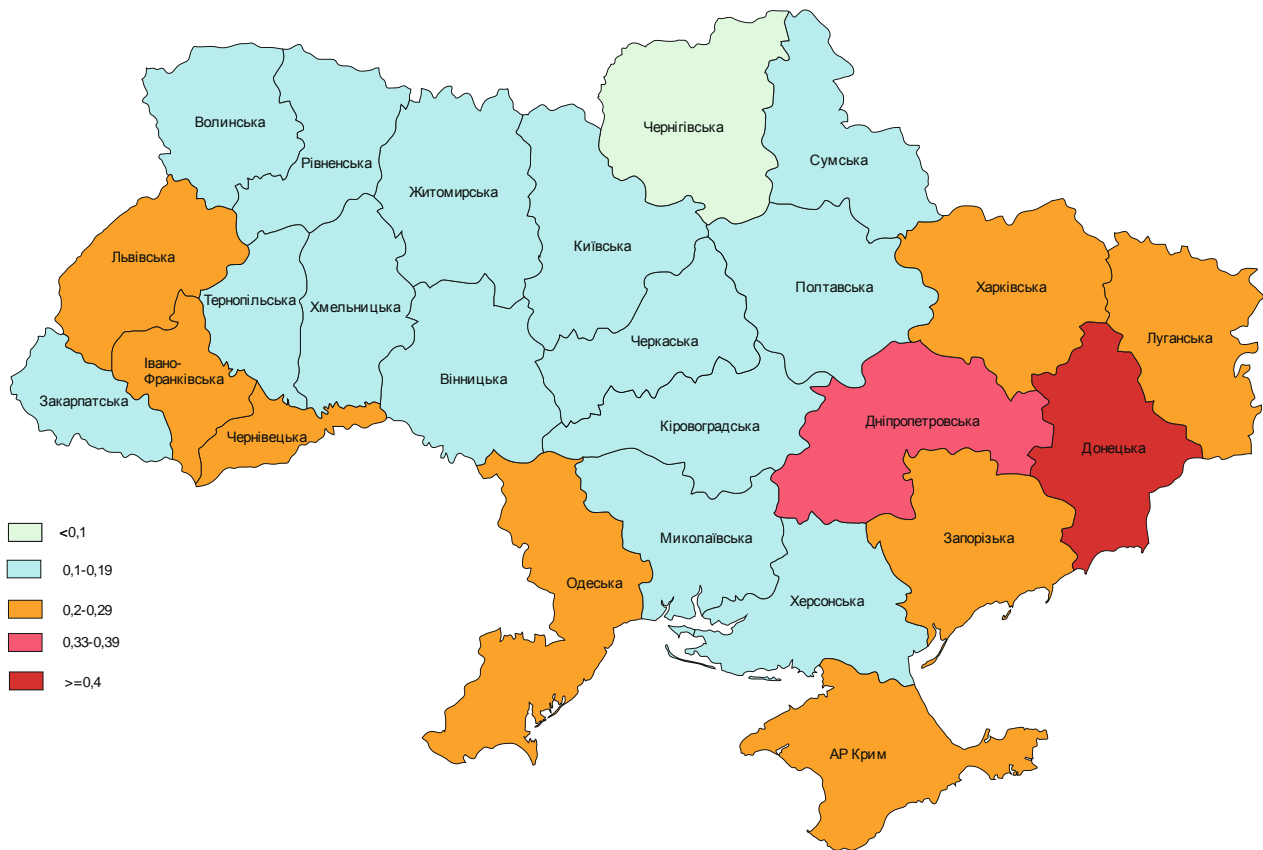 Волинська
Рівненська
Житомирська
Чернігівська
Сумська
Київська
Львівська
Тернопільська
Хмельницька
Полтавська
Харківська
Луганська
Черкаська
Вінницька
Івано-
Франківська
Закарпатська
Чернівецька
Кіровоградська
Дніпропетровська
Донецька
Миколаївська
Запорізька
Одеська
Херсонська
АР Крим
<0,1
0,1-0,19
0,2-0,29
0,33-0,39
>=0,4